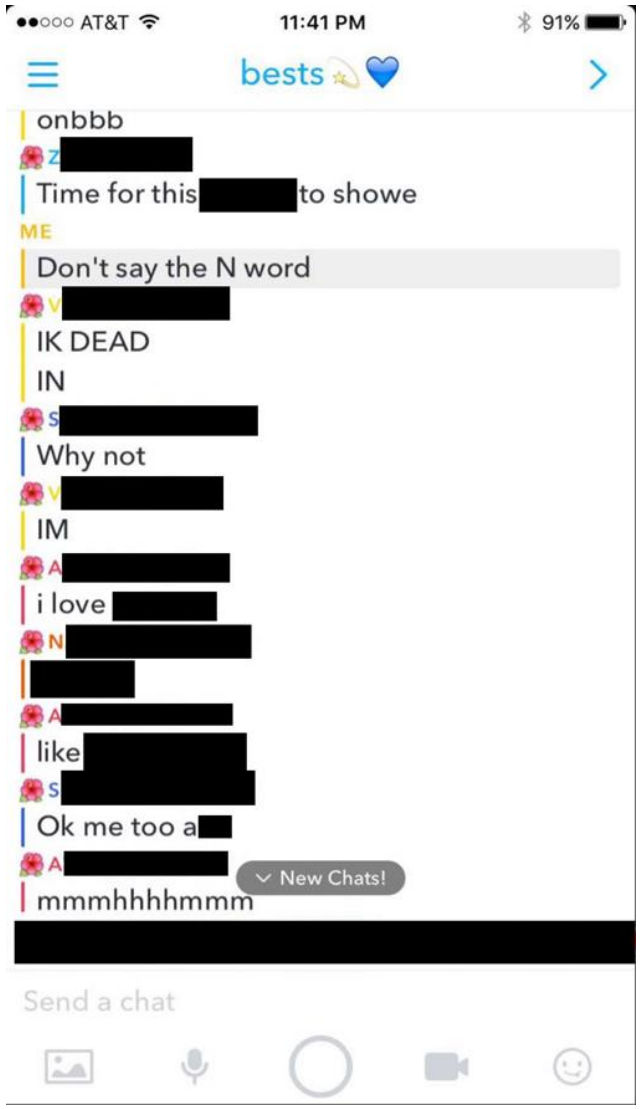 AT&T 11:41 PM 91%
bests
onbbb
Z
Time for this to showe
ME
Don't say the N word
V
IK DEAD
IN
S
Why not
V
IM
A
i love
N
A
like
S
Ok me too a
A
New Chats!
mmmhhhhmmm
Send a chat